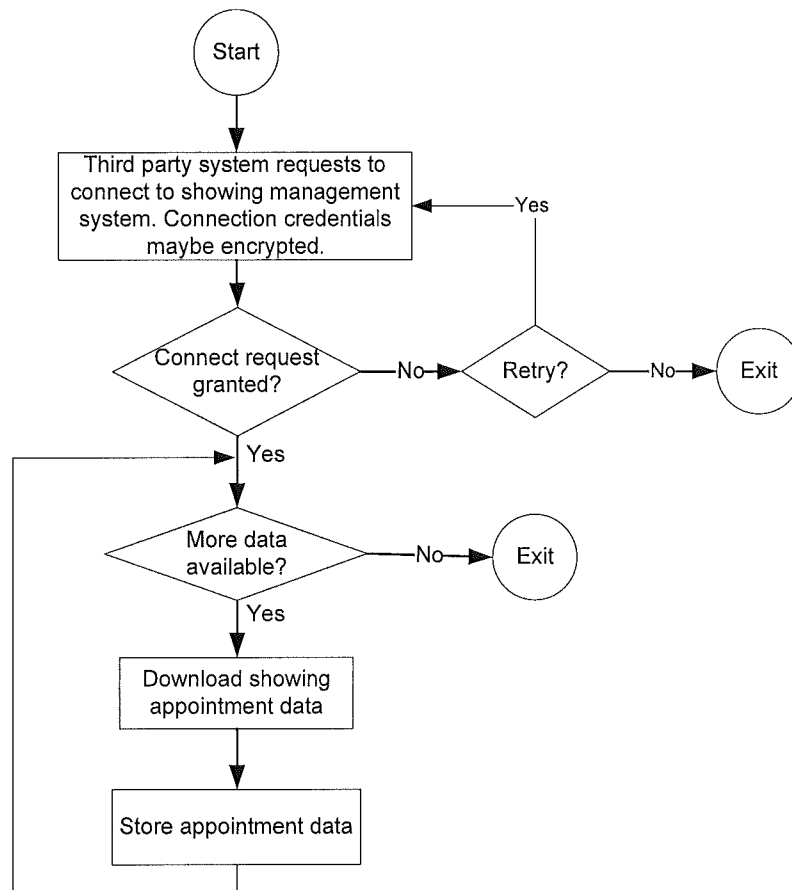 Start
Third party system requests to
connect to showing management
system. Connection credentials
maybe encrypted.
Yes
Connect request
granted?
No
Retry?
No
Exit
Yes
More data
available?
No
Exit
Yes
Download showing
appointment data
Store appointment data